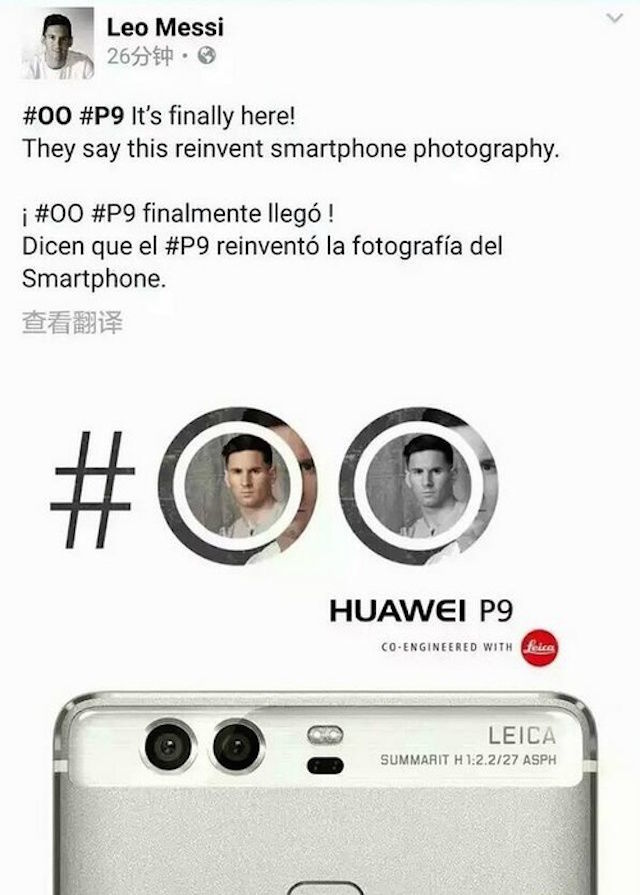 Leo Messi
26分钟 ·
#OO #P9 It's finally here!
They say this reinvent smartphone photography.
¡ #OO #P9 finalmente llegó !
Dicen que el #P9 reinventó la fotografía del
Smartphone.
查看翻译
#OO
HUAWEI P9
CO-ENGINEERED WITH Leica
LEICA
SUMMARIT H 1:2.2/27 ASPH